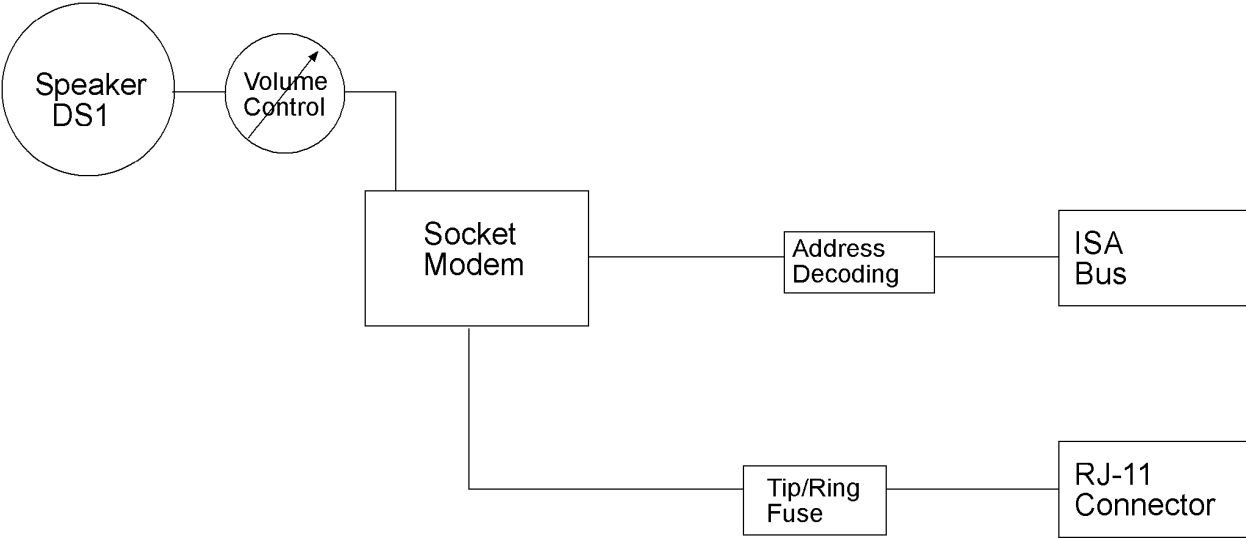 Speaker
DS1
Volume
Control
Socket
Modem
Address
Decoding
ISA
Bus
Tip/Ring
Fuse
RJ-11
Connector